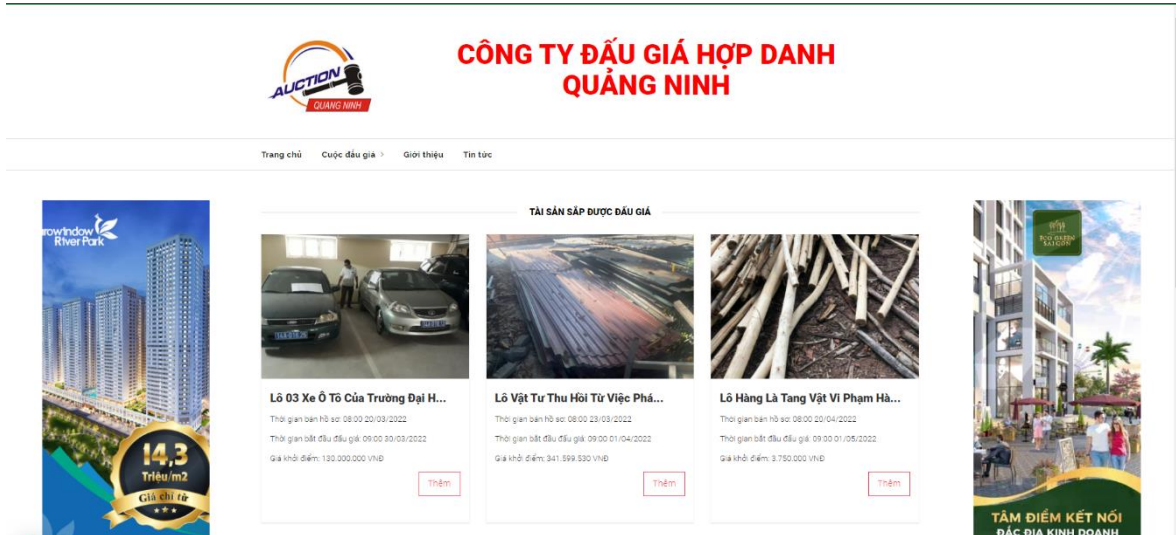 AUCTION
QUANG NINH
CÔNG TY ĐẤU GIÁ HỢP DANH
QUẢNG NINH
Trang chủ Cuộc đấu giá > Giới thiệu Tin tức
rowindow
River Park
14,3
Triệu/m2
Giá chỉ từ
TÀI SẢN SẮP ĐƯỢC ĐẤU GIÁ
Lô 03 Xe Ô Tô Của Trường Đại H...
Thời gian bán hồ sơ: 08:00 20/03/2022
Thời gian bắt đầu đấu giá: 09:00 30/03/2022
Giá khởi điểm: 130.000.000 VNĐ
Thêm
Lô Vật Tư Thu Hồi Từ Việc Phá...
Thời gian bán hồ sơ: 08:00 23/03/2022
Thời gian bắt đầu đấu giá: 09:00 01/04/2022
Giá khởi điểm: 341.599.530 VNĐ
Thêm
Lô Hàng Là Tang Vật Vi Phạm Hà...
Thời gian bán hồ sơ: 08:00 20/04/2022
Thời gian bắt đầu đấu giá: 09:00 01/05/2022
Giá khởi điểm: 3.750.000 VNĐ
Thêm
ECO GREEN
SAIGON
TÂM ĐIỂM KẾT NỐI
ĐẮC ĐỊA KINH DOANH